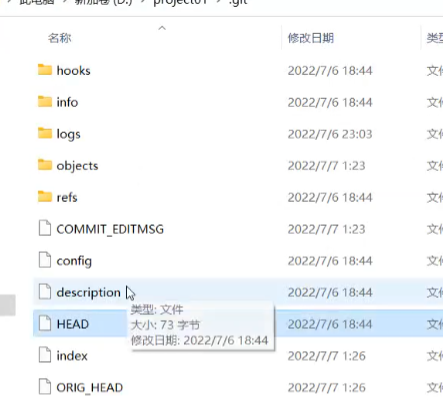 此电脑 > 新加卷 (D:) > project01 > .git
名称 修改日期 类型
hooks 2022/7/6 18:44 文件
info 2022/7/6 18:44 文件
logs 2022/7/6 23:03 文件
objects 2022/7/7 1:23 文件
refs 2022/7/6 18:44 文件
COMMIT_EDITMSG 2022/7/7 1:23 文件
config 2022/7/6 18:44 文件
description 2022/7/6 18:44 文件
类型: 文件
HEAD 2022/7/6 18:44 文件
大小: 73 字节
修改日期: 2022/7/6 18:44
index 2022/7/7 1:26 文件
ORIG_HEAD 2022/7/7 1:26 文件